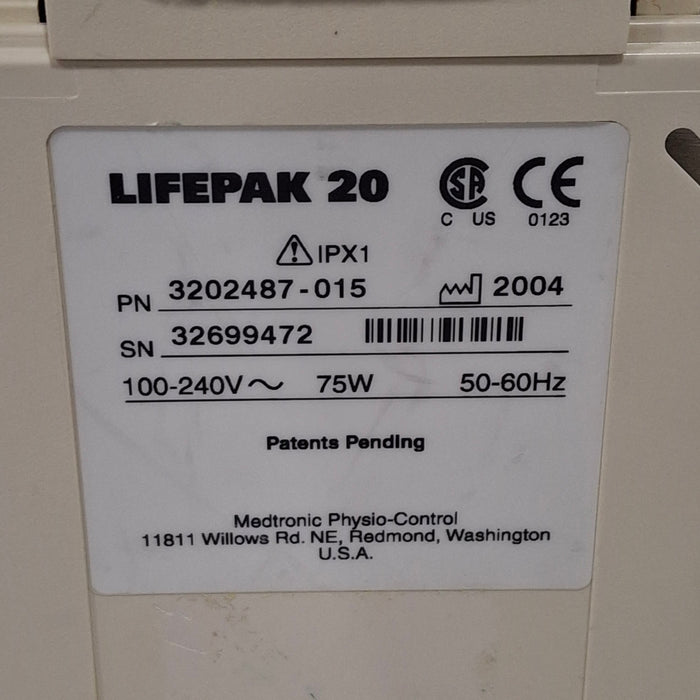 LIFEPAK 20
C US
CE
0123
IPX1
PN 3202487-015 2004
SN 32699472
100-240V~ 75W 50-60Hz
Patents Pending
Medtronic Physio-Control
11811 Willows Rd. NE, Redmond, Washington
U.S.A.